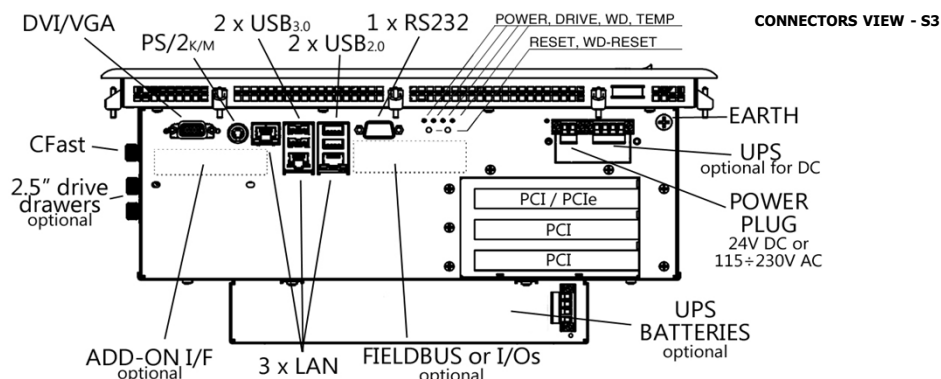 CONNECTORS VIEW - S3
DVI/VGA
PS/2K/M
2 x USB3.0
2 x USB2.0
1 x RS232
POWER, DRIVE, WD, TEMP
RESET, WD-RESET
EARTH
UPS
optional for DC
POWER
PLUG
24V DC or
115÷230V AC
CFast
2.5” drive
drawers
optional
PCI / PCIe
PCI
PCI
UPS
BATTERIES
optional
ADD-ON I/F
optional
3 x LAN
FIELDBUS or I/Os
optional